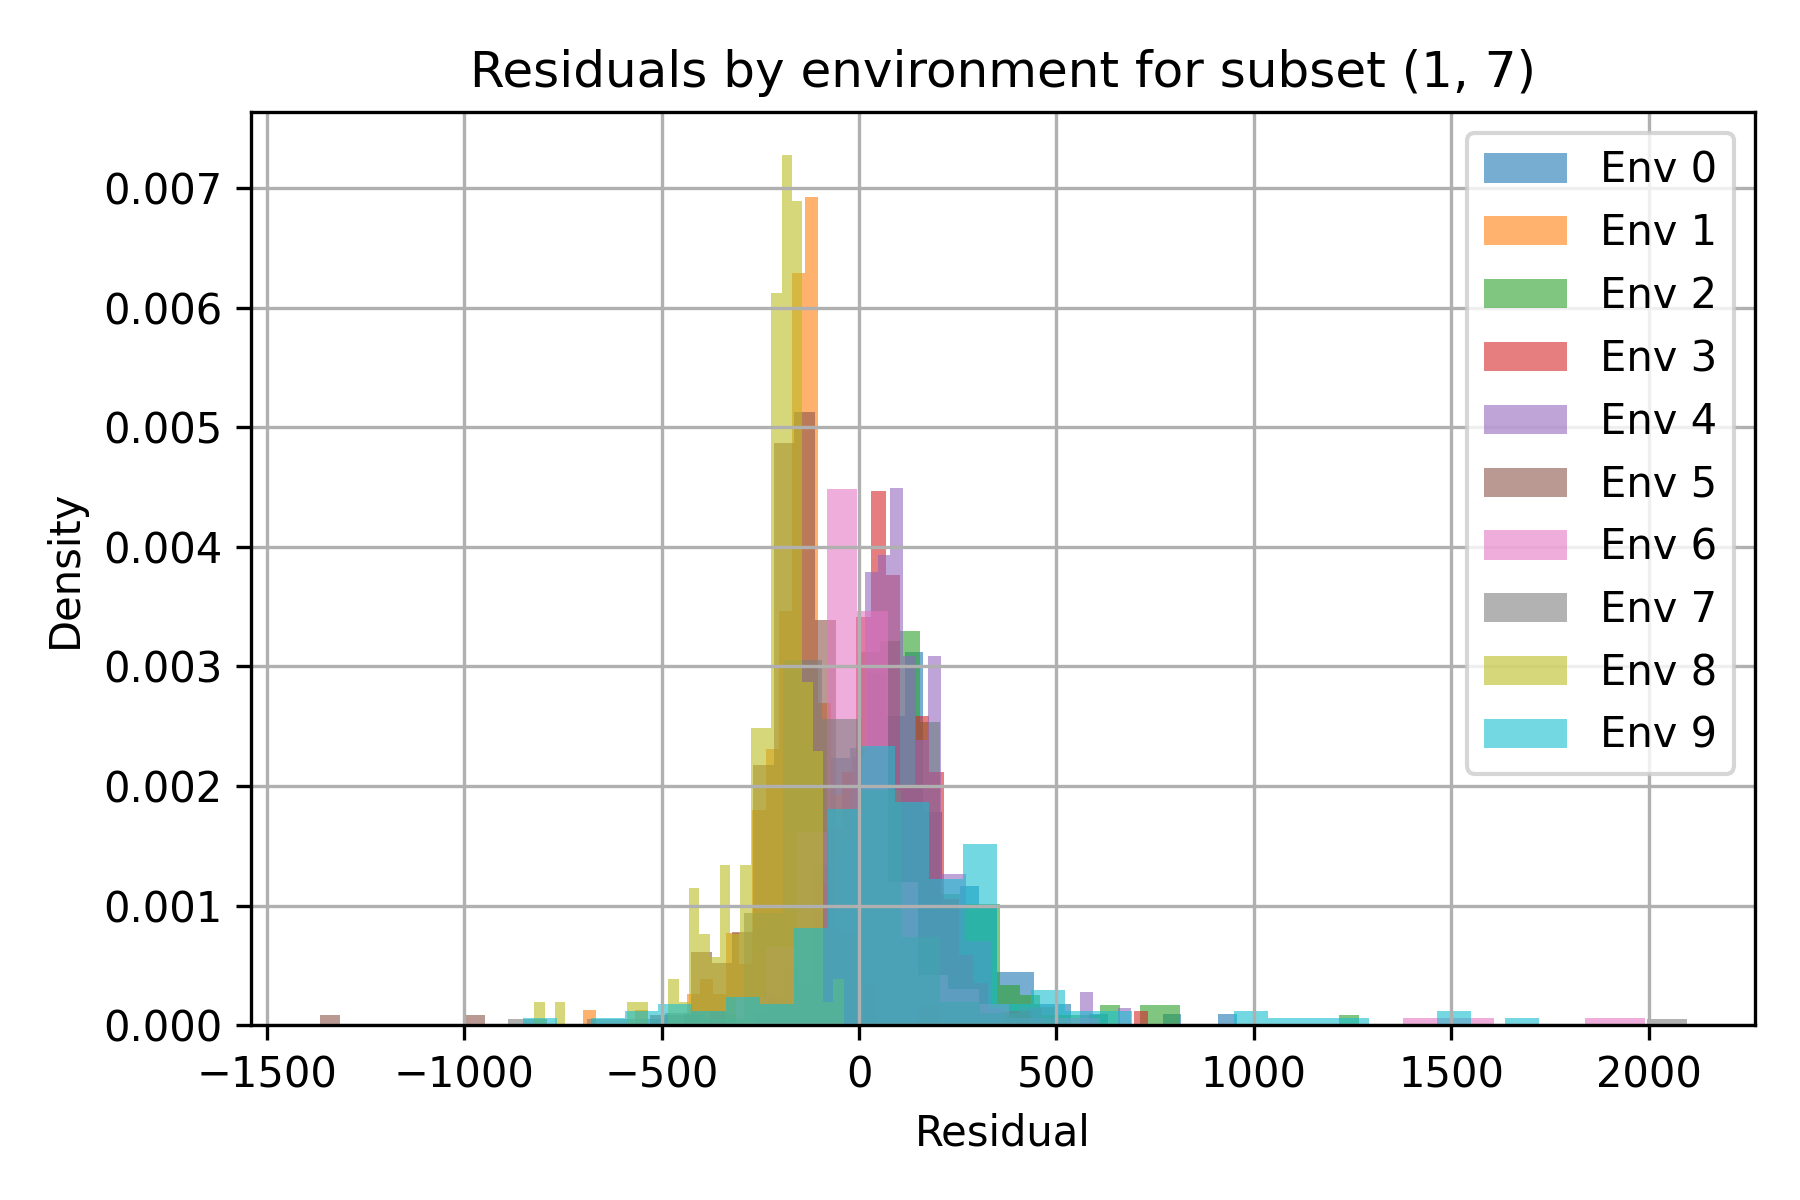 Residuals by environment for subset (1, 7)
Density
0.007
0.006
0.005
0.004
0.003
0.002
0.001
0.000
−1500
−1000
−500
0
500
1000
1500
2000
Residual
Env 0
Env 1
Env 2
Env 3
Env 4
Env 5
Env 6
Env 7
Env 8
Env 9